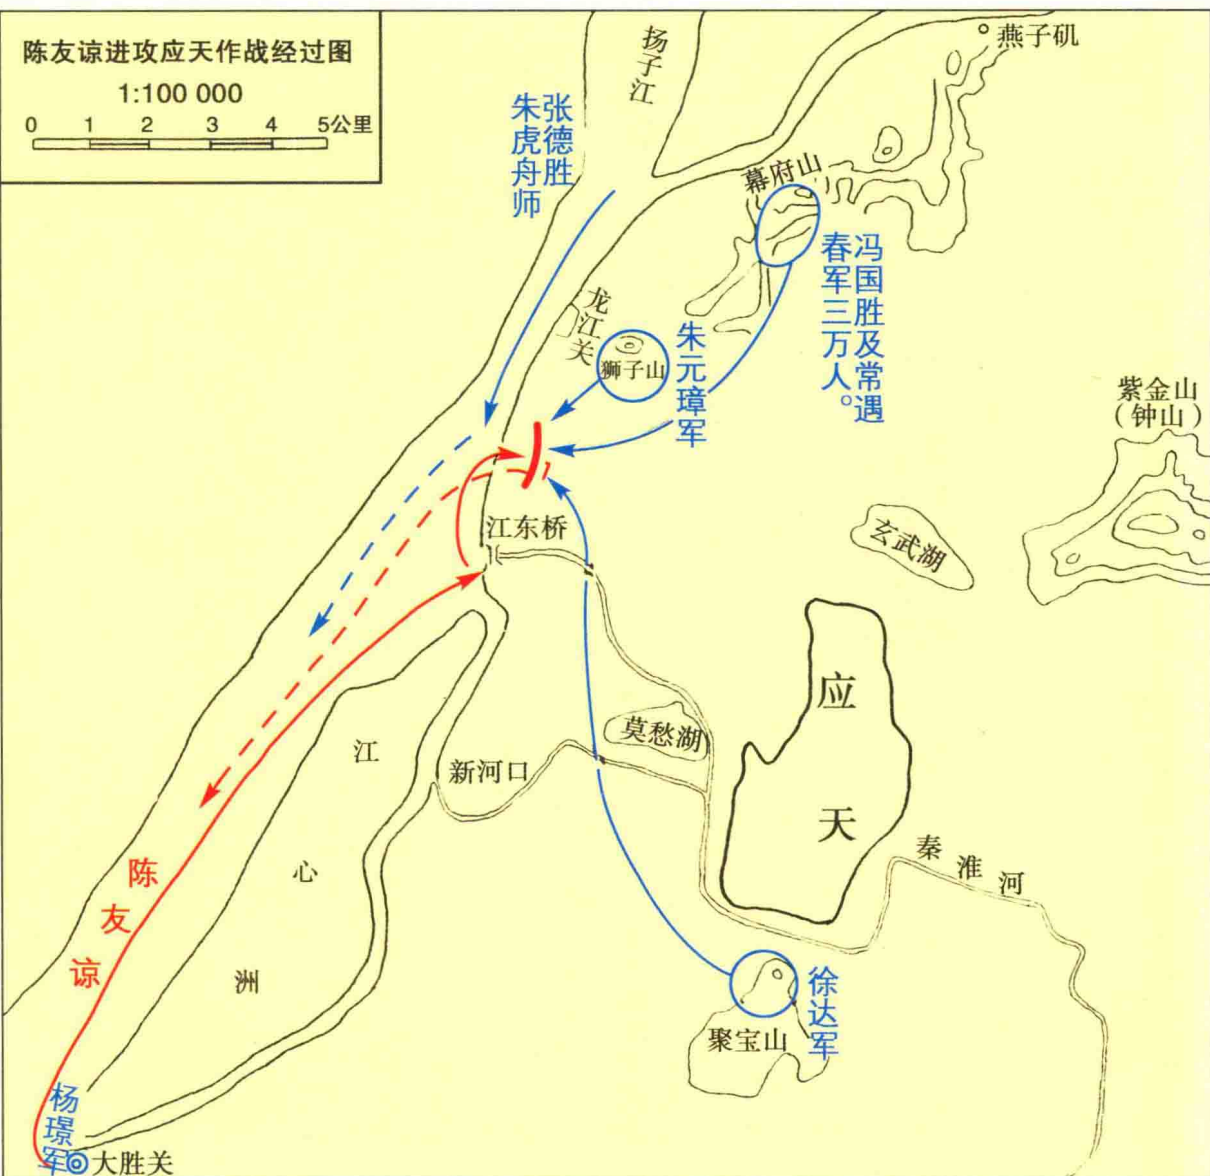 陈友谅进攻应天作战经过图
1:100 000
0 1 2 3 4 5公里
扬子江
燕子矶
张德胜
朱虎舟师
幕府山
冯国胜及常遇
春军三万人。
龙江关
狮子山
朱元璋军
紫金山
(钟山)
江东桥
玄武湖
应天
莫愁湖
新河口
江心洲
秦淮河
陈友谅
徐达军
聚宝山
杨璟军
大胜关